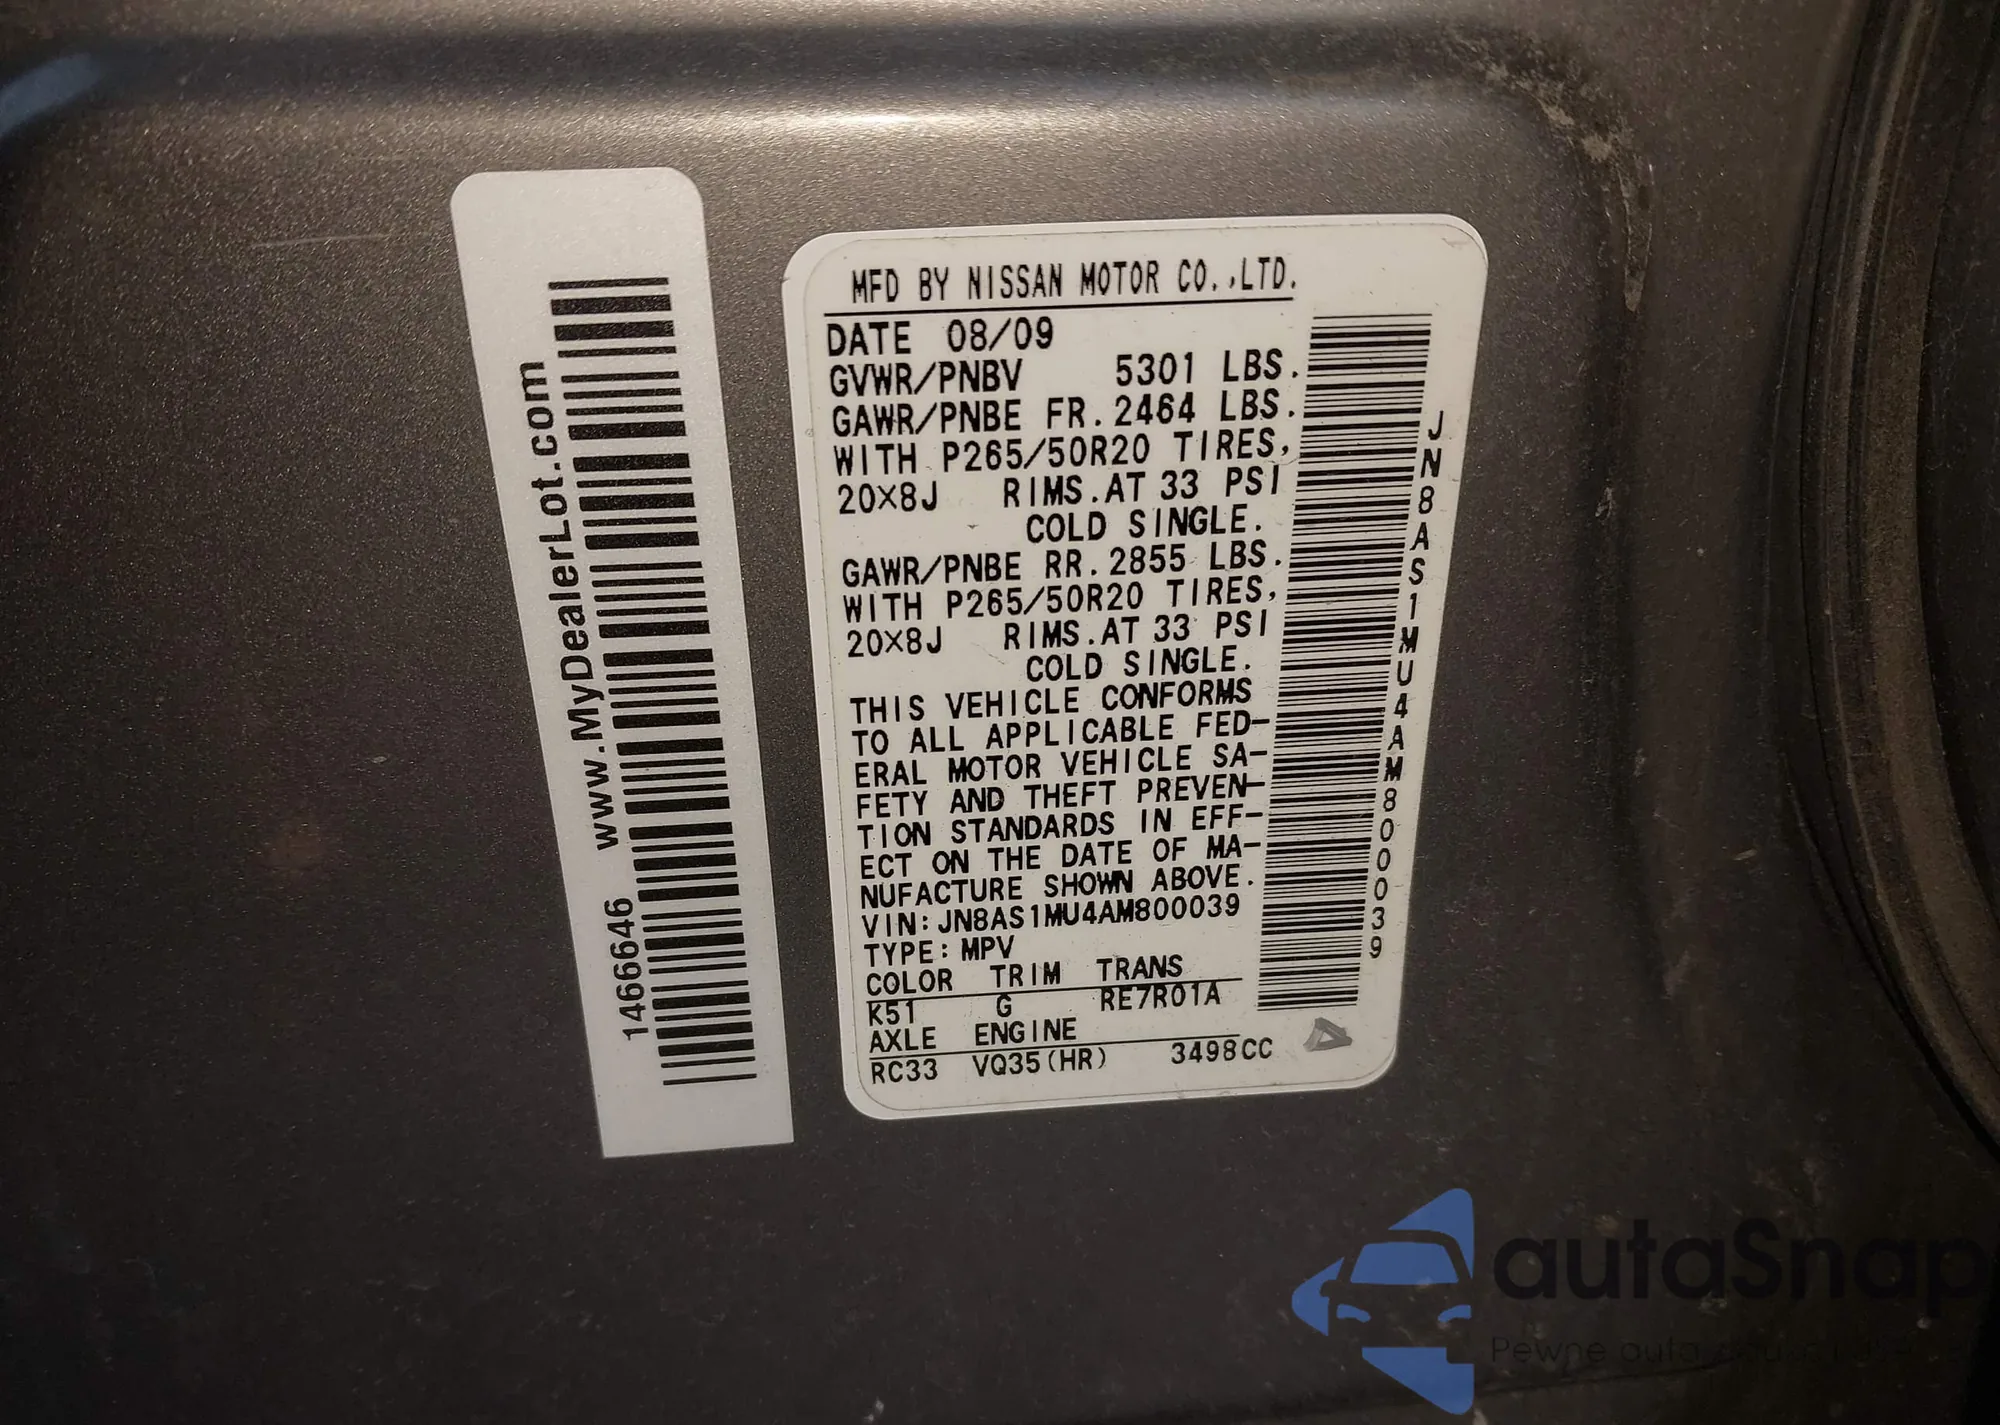 www.MyDealerLot.com
1466646
MFD BY NISSAN MOTOR CO.,LTD.
DATE 08/09
GVWR/PNBV 5301 LBS.
GAWR/PNBE FR. 2464 LBS.
WITH P265/50R20 TIRES,
20X8J RIMS.AT 33 PSI
COLD SINGLE.
GAWR/PNBE RR. 2855 LBS.
WITH P265/50R20 TIRES,
20X8J RIMS.AT 33 PSI
COLD SINGLE.
THIS VEHICLE CONFORMS
TO ALL APPLICABLE FED-
ERAL MOTOR VEHICLE SA-
FETY AND THEFT PREVEN-
TION STANDARDS IN EFF-
ECT ON THE DATE OF MA-
NUFACTURE SHOWN ABOVE.
VIN: JN8AS1MU4AM800039
TYPE: MPV
COLOR TRIM TRANS
K51 G RE7R01A
AXLE ENGINE
RC33 VQ35(HR) 3498CC
JN8AS1MU4AM800039
autaSnap
Pewne auta